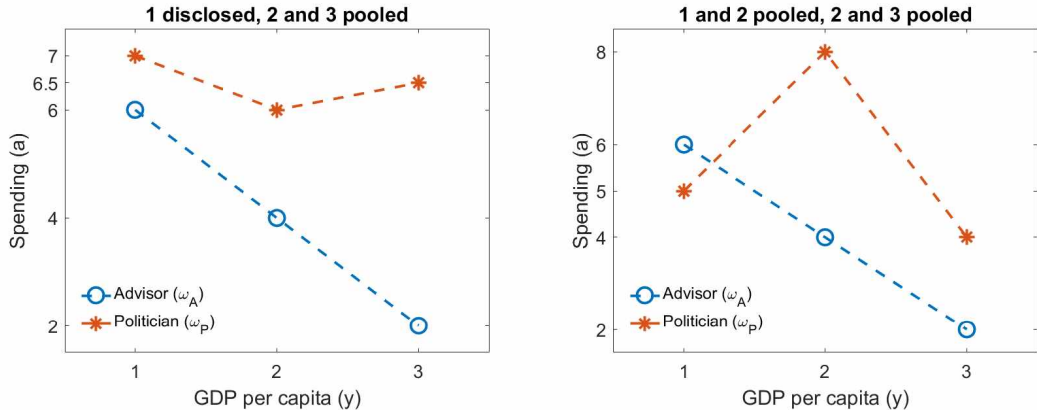 1 disclosed, 2 and 3 pooled
7
6.5
6
4
2
Spending (a)
Advisor (ω_A)
Politician (ω_P)
1 2 3
GDP per capita (y)
1 and 2 pooled, 2 and 3 pooled
8
6
4
2
Spending (a)
Advisor (ω_A)
Politician (ω_P)
1 2 3
GDP per capita (y)